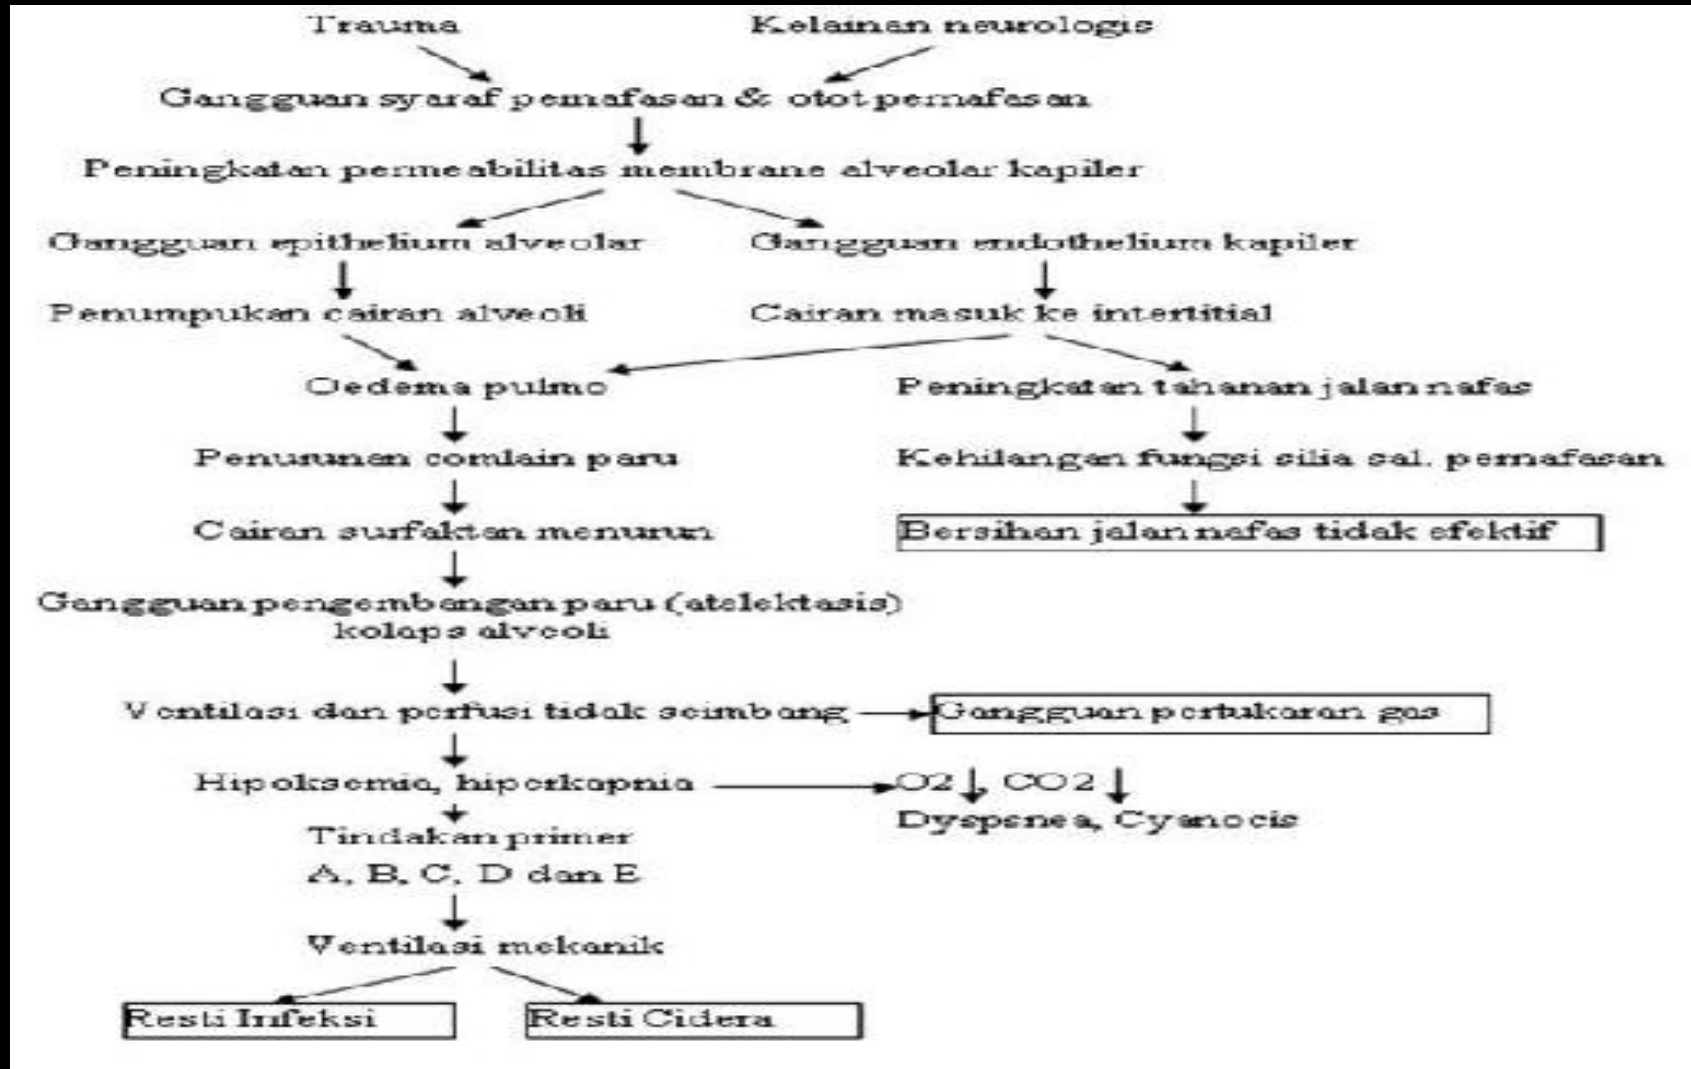 Trauma
Kelainan neurologis
Gangguan syaraf pernafasan & otot pernafasan
Peningkatan permeabilitas membrane alveolar kapiler
Gangguan epithelium alveolar
Gangguan endothelium kapiler
Penumpukan cairan alveoli
Cairan masuk ke intertitial
Oedema pulmo
Peningkatan tahanan jalan nafas
Penurunan comlain paru
Kehilangan fungsi silia sal. pernafasan
Cairan surfaktan menurun
Bersihan jalan nafas tidak efektif
Gangguan pengembangan paru (atelektasis)
kolaps alveoli
Ventilasi dan perfusi tidak seimbang
Gangguan pertukaran gas
Hipoksemia, hiperkapnia
O2 ↓, CO2 ↓
Dyspenea, Cyanocis
Tindakan primer
A, B, C, D dan E
Ventilasi mekanik
Resti Infeksi
Resti Cidera